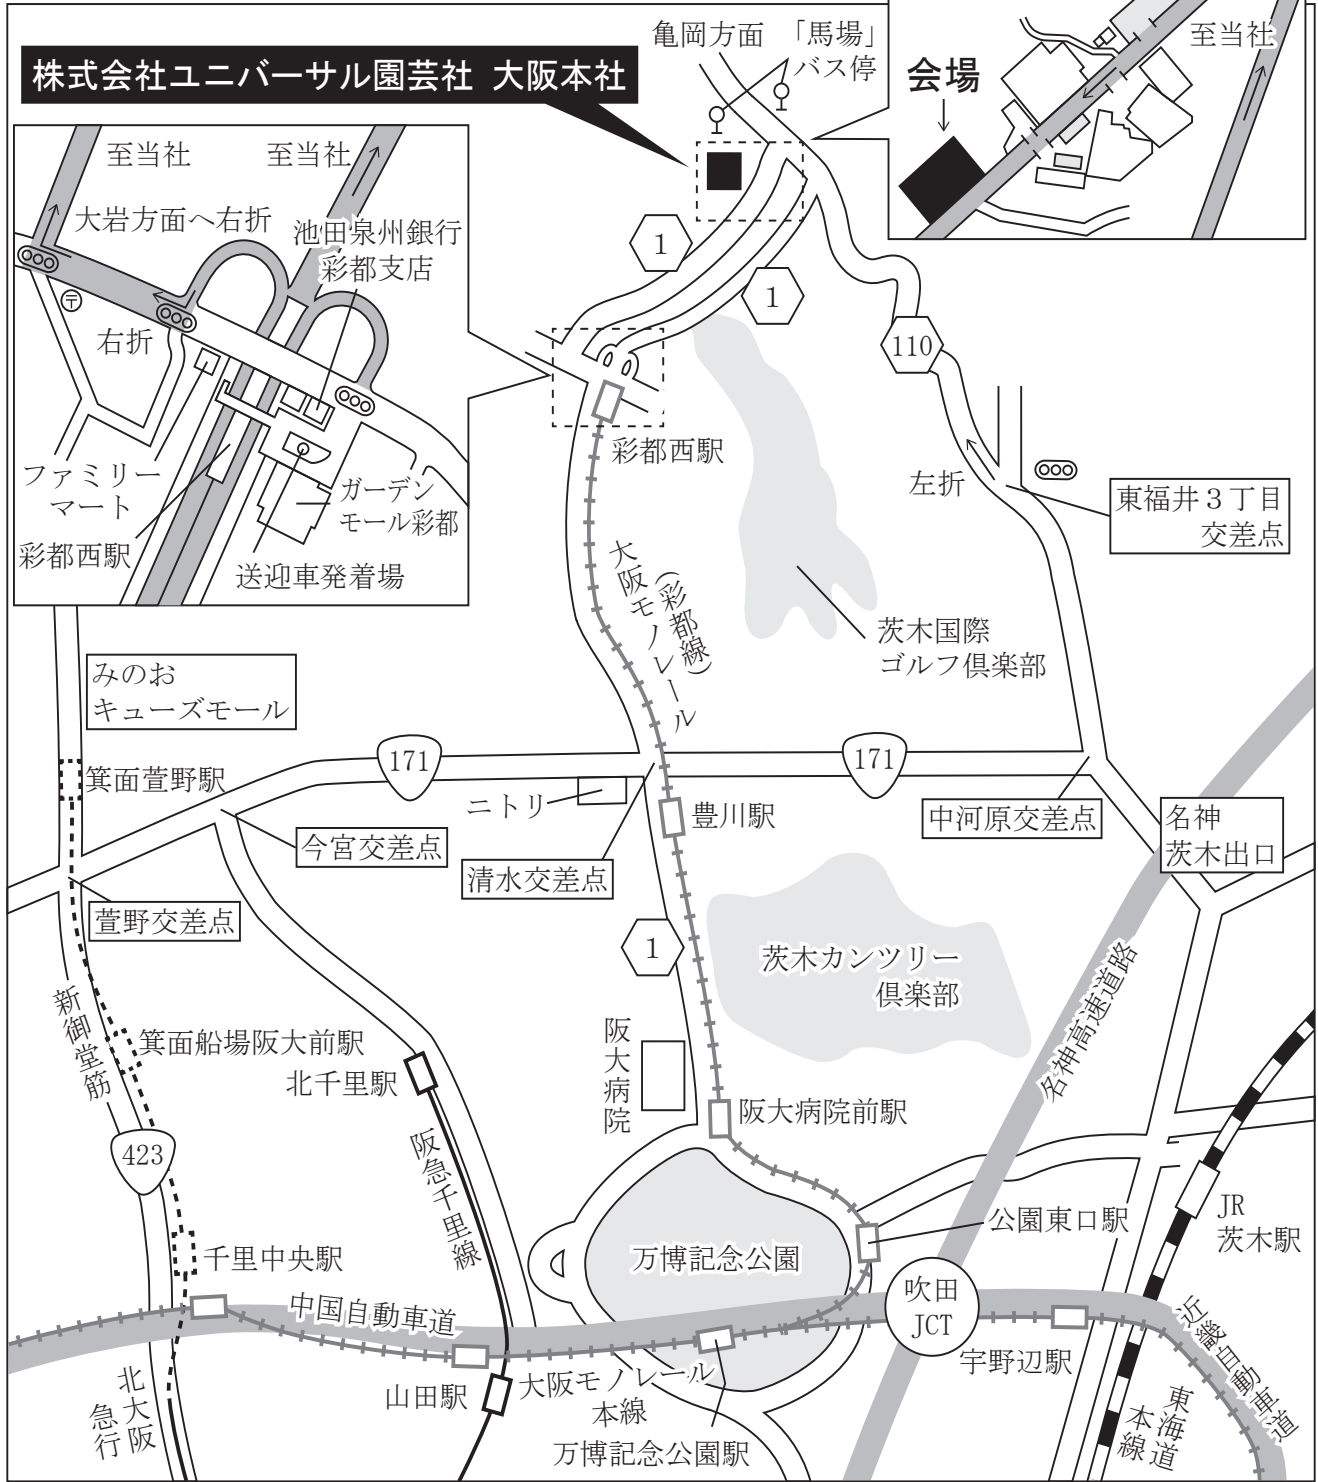 亀岡方面
「馬場」
バス停
株式会社ユニバーサル園芸社 大阪本社
会場
至当社
至当社
至当社
大岩方面へ右折
池田泉州銀行
彩都支店
〒
右折
ファミリー
マート
彩都西駅
ガーデン
モール彩都
送迎車発着場
1
1
110
彩都西駅
左折
東福井3丁目
交差点
大阪モノレール
(彩都線)
茨木国際
ゴルフ倶楽部
みのお
キューズモール
箕面萱野駅
171
171
ニトリ
豊川駅
中河原交差点
名神
茨木出口
今宮交差点
清水交差点
萱野交差点
1
茨木カンツリー
倶楽部
名神高速道路
新御堂筋
箕面船場阪大前駅
北千里駅
阪大病院
阪大病院前駅
423
阪急千里線
公園東口駅
JR
茨木駅
千里中央駅
万博記念公園
吹田
JCT
中国自動車道
近畿自動車道
宇野辺駅
山田駅
大阪モノレール
本線
万博記念公園駅
北大阪
急行
東海道
本線